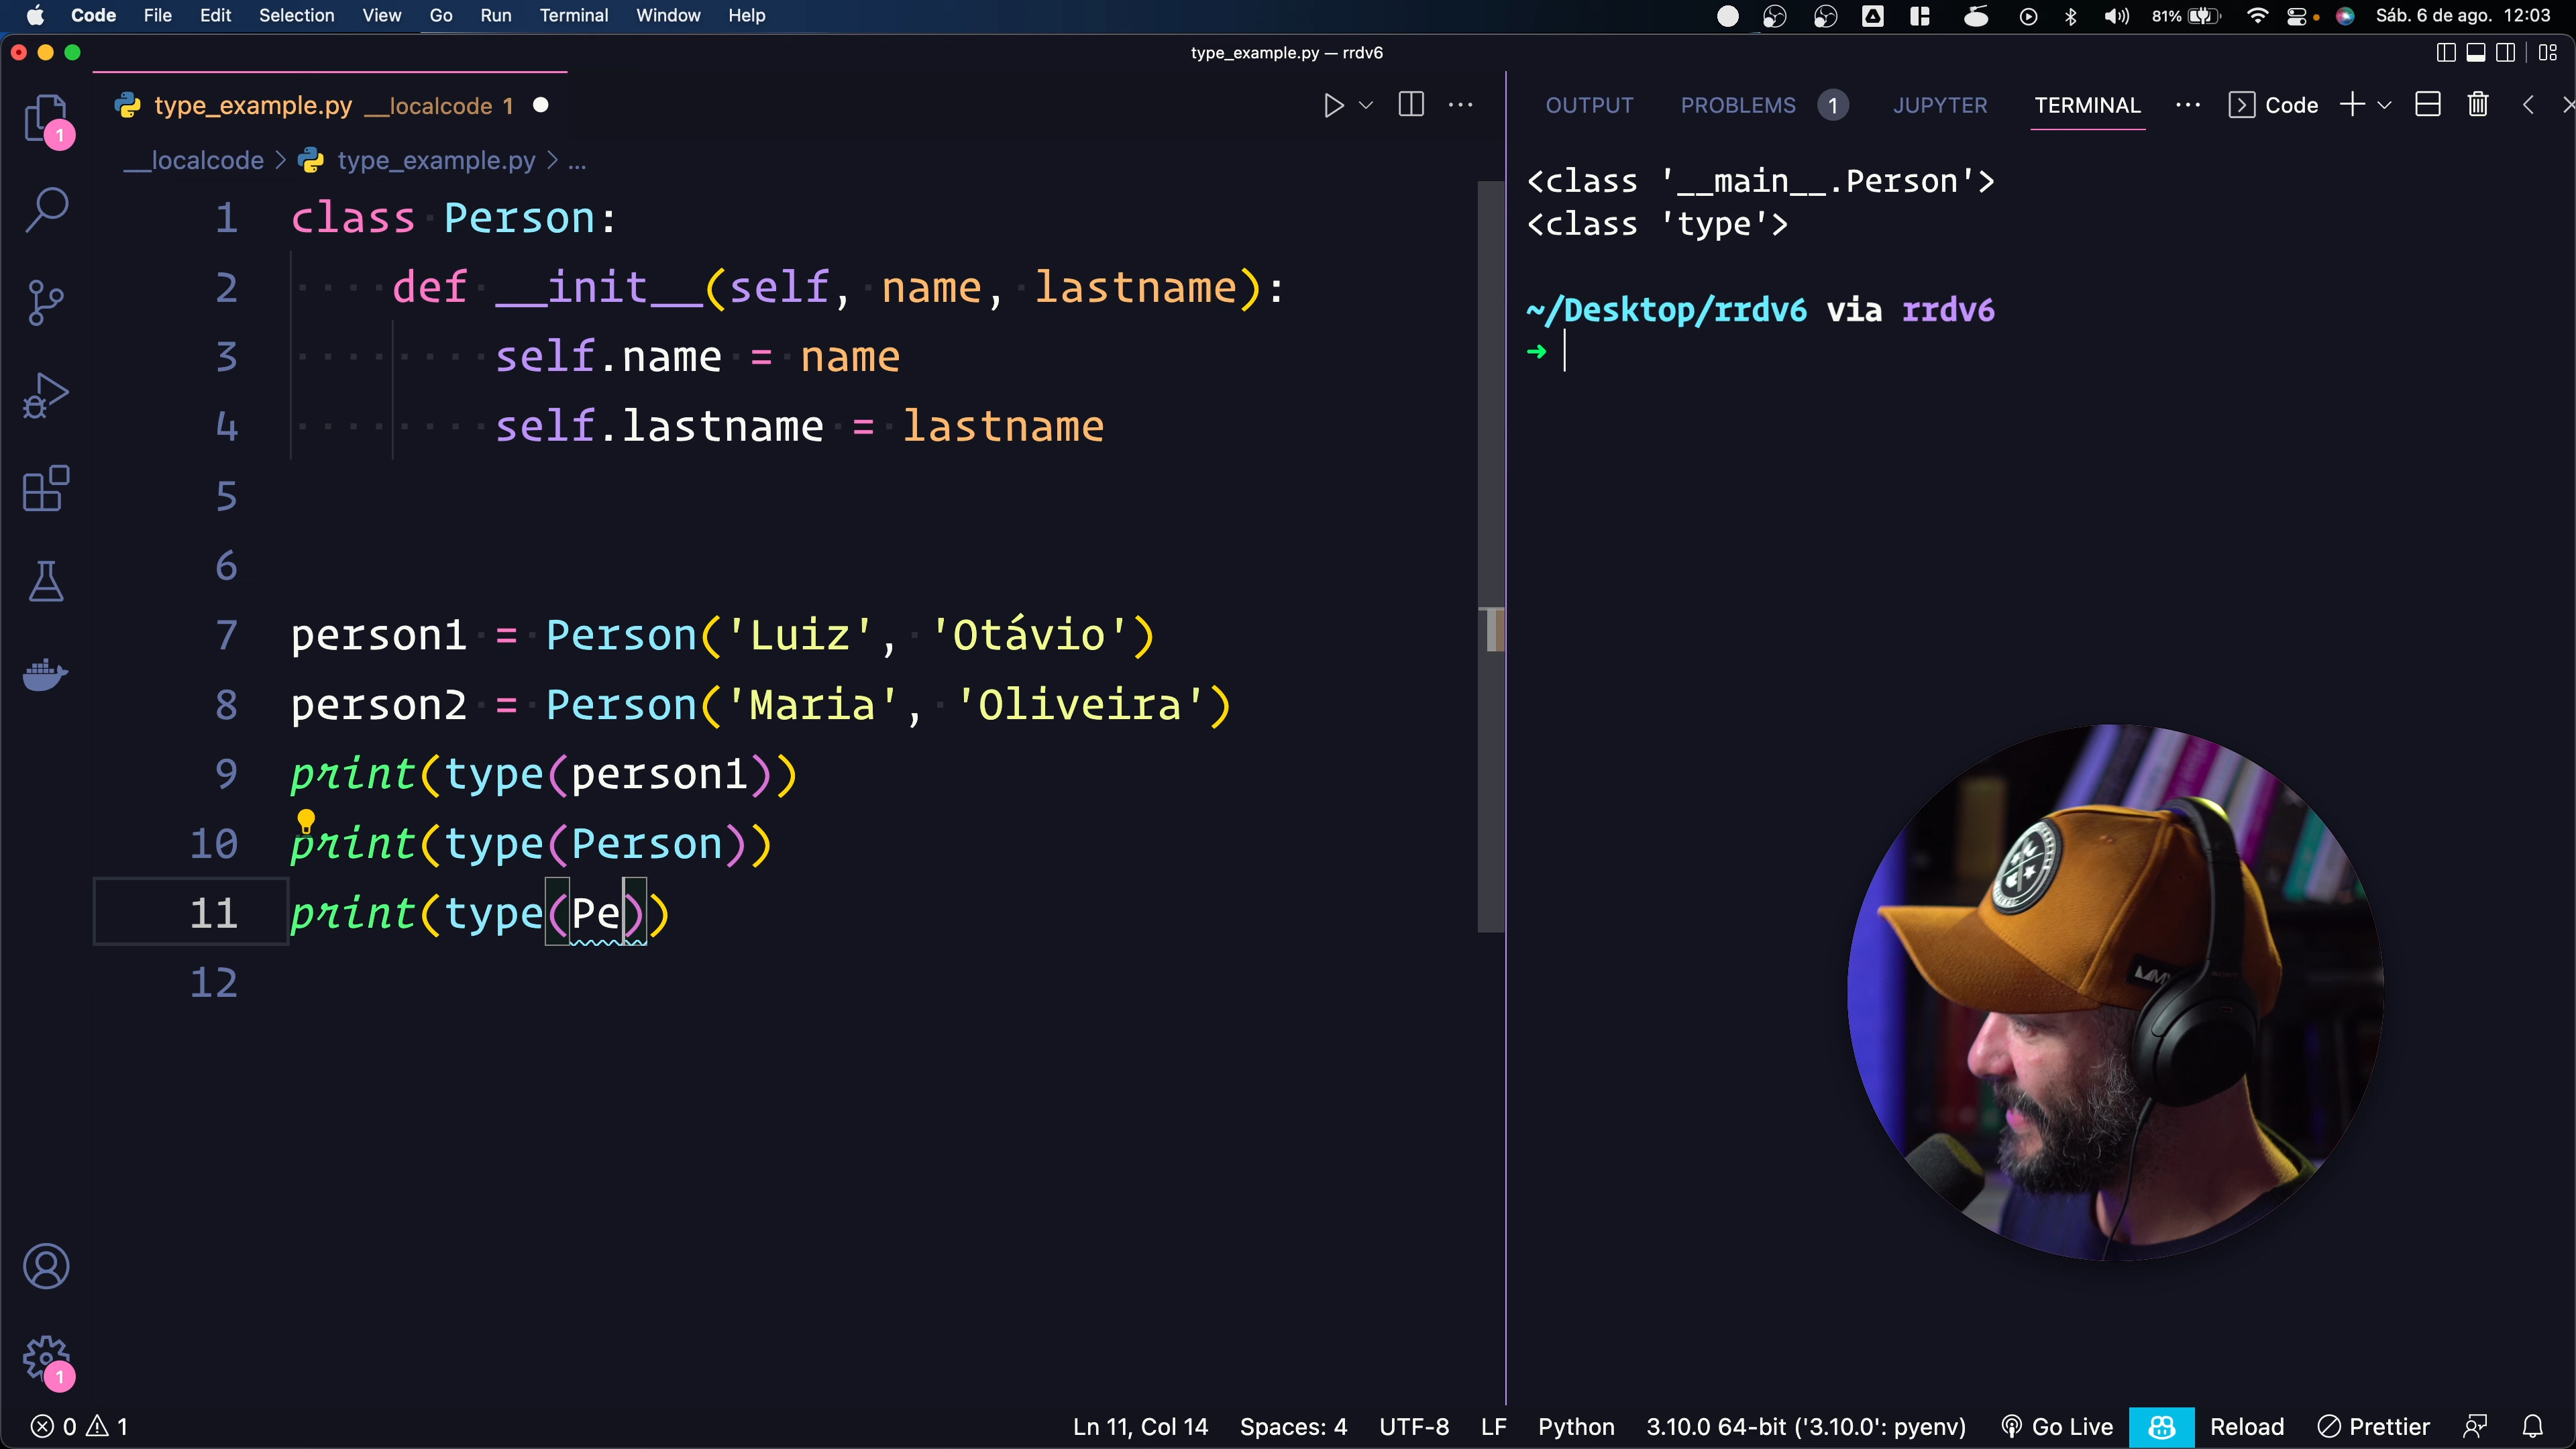 Code File Edit Selection View Go Run Terminal Window Help 81% Sáb. 6 de ago. 12:03
type_example.py — rrdv6
type_example.py __localcode 1
__localcode > type_example.py > ...
1 class Person:
2 def __init__(self, name, lastname):
3 self.name = name
4 self.lastname = lastname
5
6
7 person1 = Person('Luiz', 'Otávio')
8 person2 = Person('Maria', 'Oliveira')
9 print(type(person1))
10 print(type(Person))
11 print(type(Pe))
12
OUTPUT PROBLEMS 1 JUPYTER TERMINAL ... Code
<class '__main__.Person'>
<class 'type'>
~/Desktop/rrdv6 via rrdv6
➜
1
1
0 1 Ln 11, Col 14 Spaces: 4 UTF-8 LF Python 3.10.0 64-bit ('3.10.0': pyenv) Go Live Reload Prettier